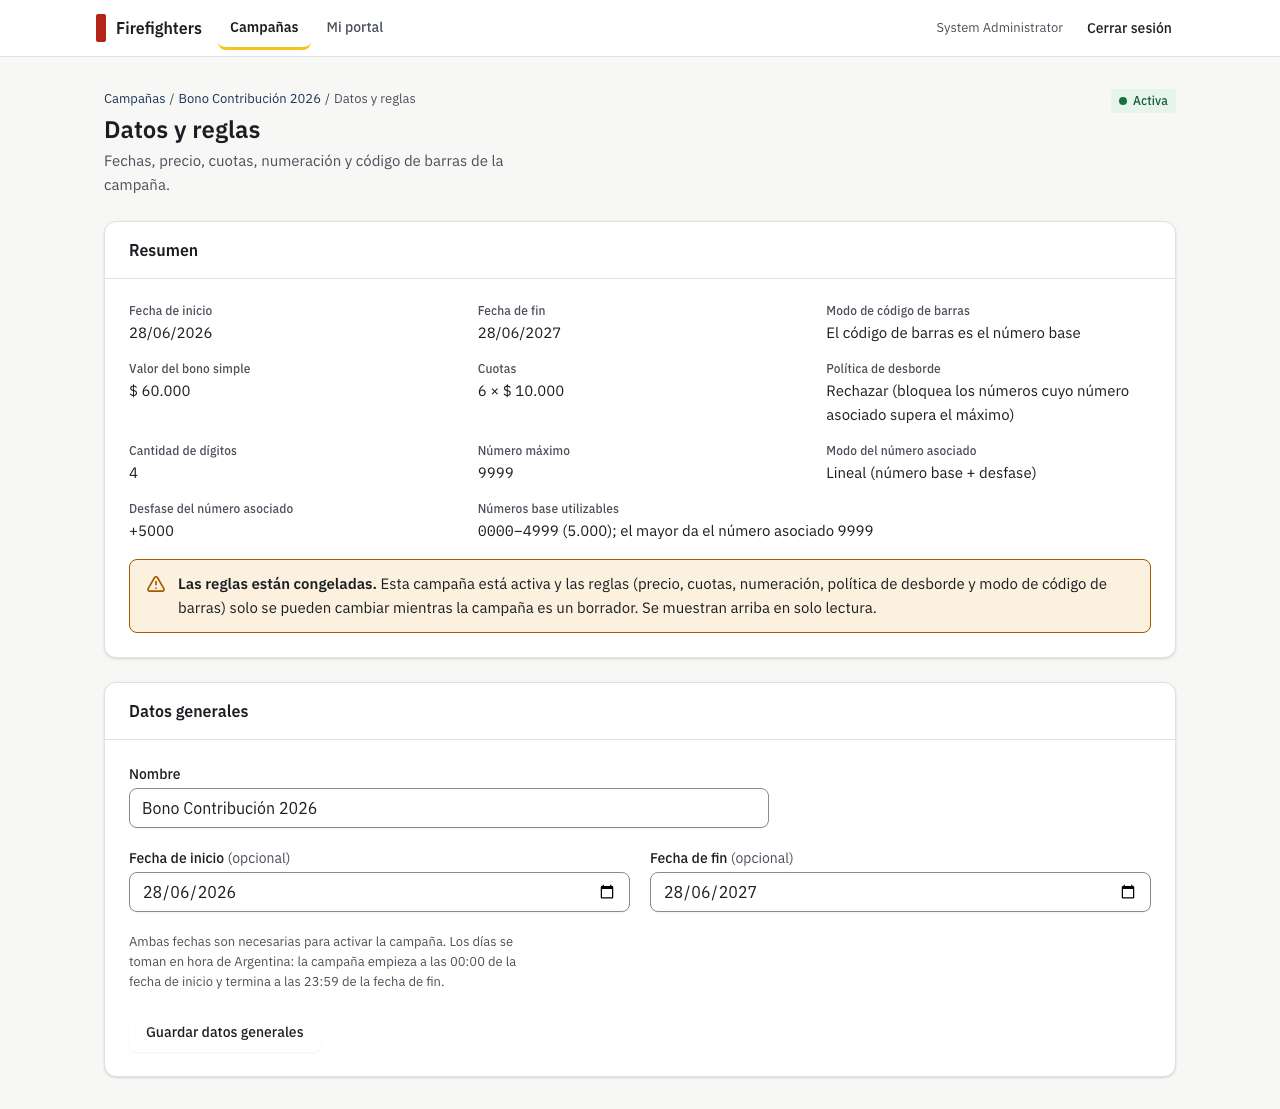 Firefighters Campañas Mi portal System Administrator Cerrar sesión
Campañas / Bono Contribución 2026 / Datos y reglas Activa
Datos y reglas
Fechas, precio, cuotas, numeración y código de barras de la
campaña.
Resumen
Fecha de inicio Fecha de fin Modo de código de barras
28/06/2026 28/06/2027 El código de barras es el número base
Valor del bono simple Cuotas Política de desborde
$ 60.000 6 × $ 10.000 Rechazar (bloquea los números cuyo número
asociado supera el máximo)
Cantidad de dígitos Número máximo Modo del número asociado
4 9999 Lineal (número base + desfase)
Desfase del número asociado Números base utilizables
+5000 0000–4999 (5.000); el mayor da el número asociado 9999
Las reglas están congeladas. Esta campaña está activa y las reglas (precio, cuotas, numeración, política de desborde y modo de código de
barras) solo se pueden cambiar mientras la campaña es un borrador. Se muestran arriba en solo lectura.
Datos generales
Nombre
Bono Contribución 2026
Fecha de inicio (opcional) Fecha de fin (opcional)
28/06/2026 28/06/2027
Ambas fechas son necesarias para activar la campaña. Los días se
toman en hora de Argentina: la campaña empieza a las 00:00 de la
fecha de inicio y termina a las 23:59 de la fecha de fin.
Guardar datos generales